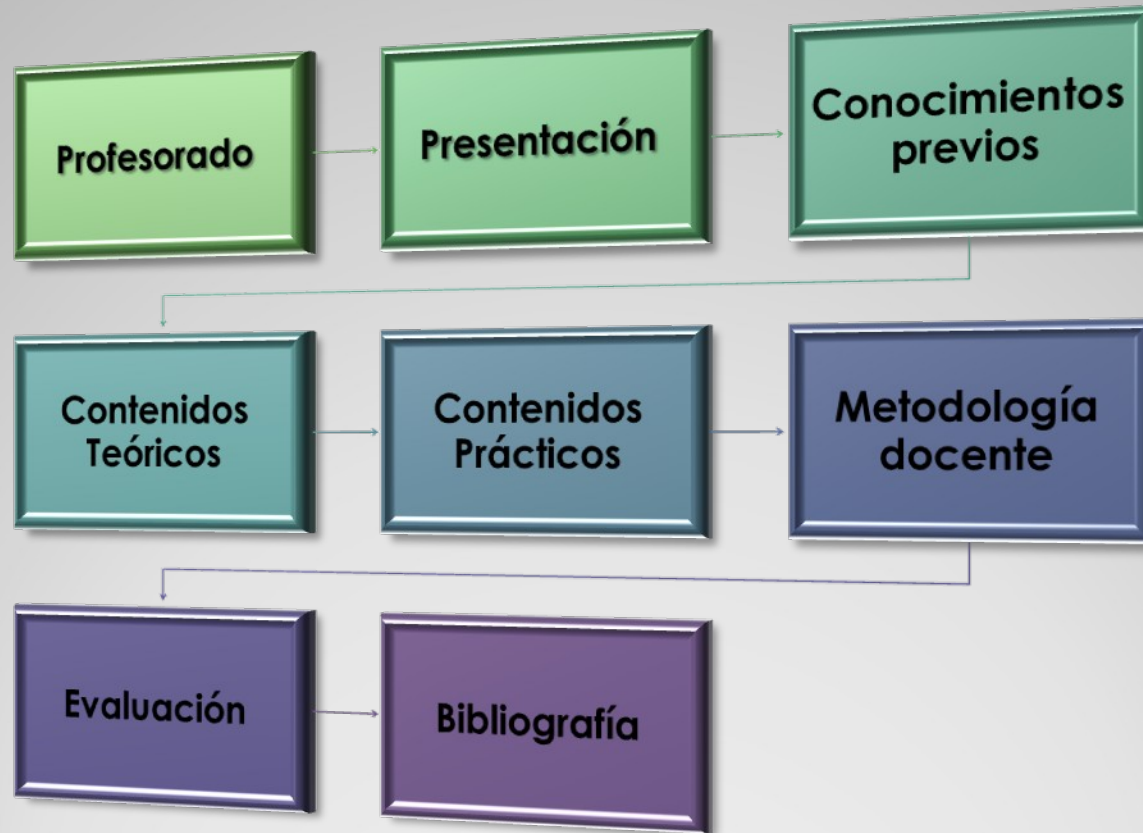 Profesorado
Presentación
Conocimientos
previos
Contenidos
Teóricos
Contenidos
Prácticos
Metodología
docente
Evaluación
Bibliografía